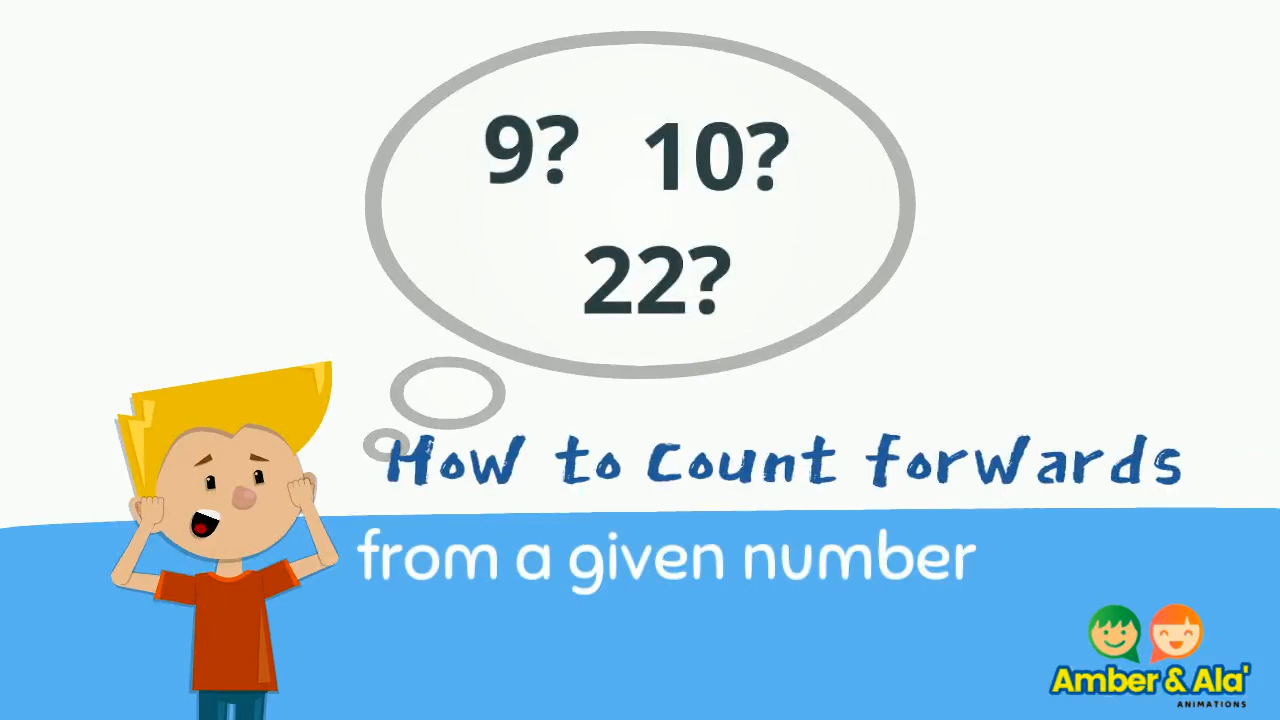 9? 10?
22?
How to Count forwards
from a given number
Amber & Ala'
ANIMATIONS